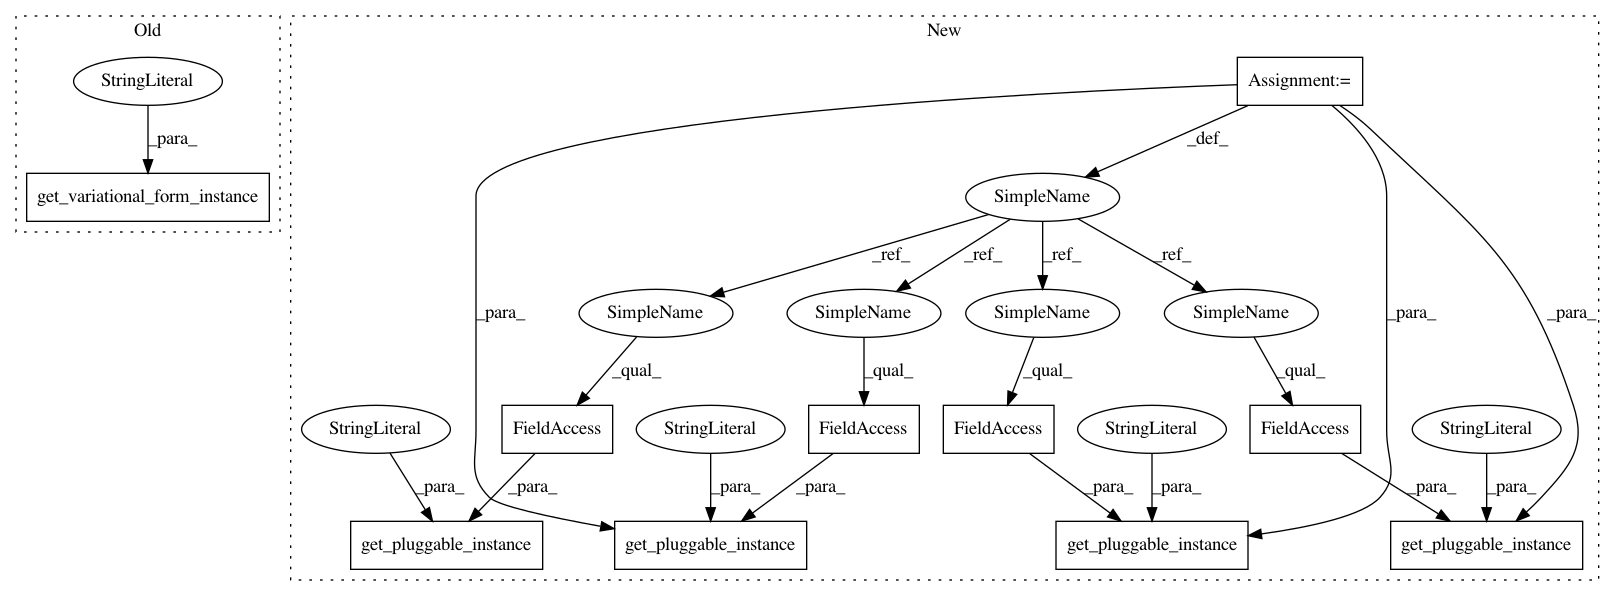 Old
New
StringLiteral
Assignment:=
_para_
_def_
get_variational_form_instance
SimpleName
_ref_
_ref_
_ref_
_ref_
_para_
SimpleName
SimpleName
SimpleName
SimpleName
_para_
_para_
_qual_
_qual_
_qual_
_qual_
StringLiteral
FieldAccess
StringLiteral
FieldAccess
FieldAccess
StringLiteral
FieldAccess
StringLiteral
_para_
_para_
_para_
_para_
_para_
_para_
_para_
_para_
get_pluggable_instance
get_pluggable_instance
get_pluggable_instance
get_pluggable_instance